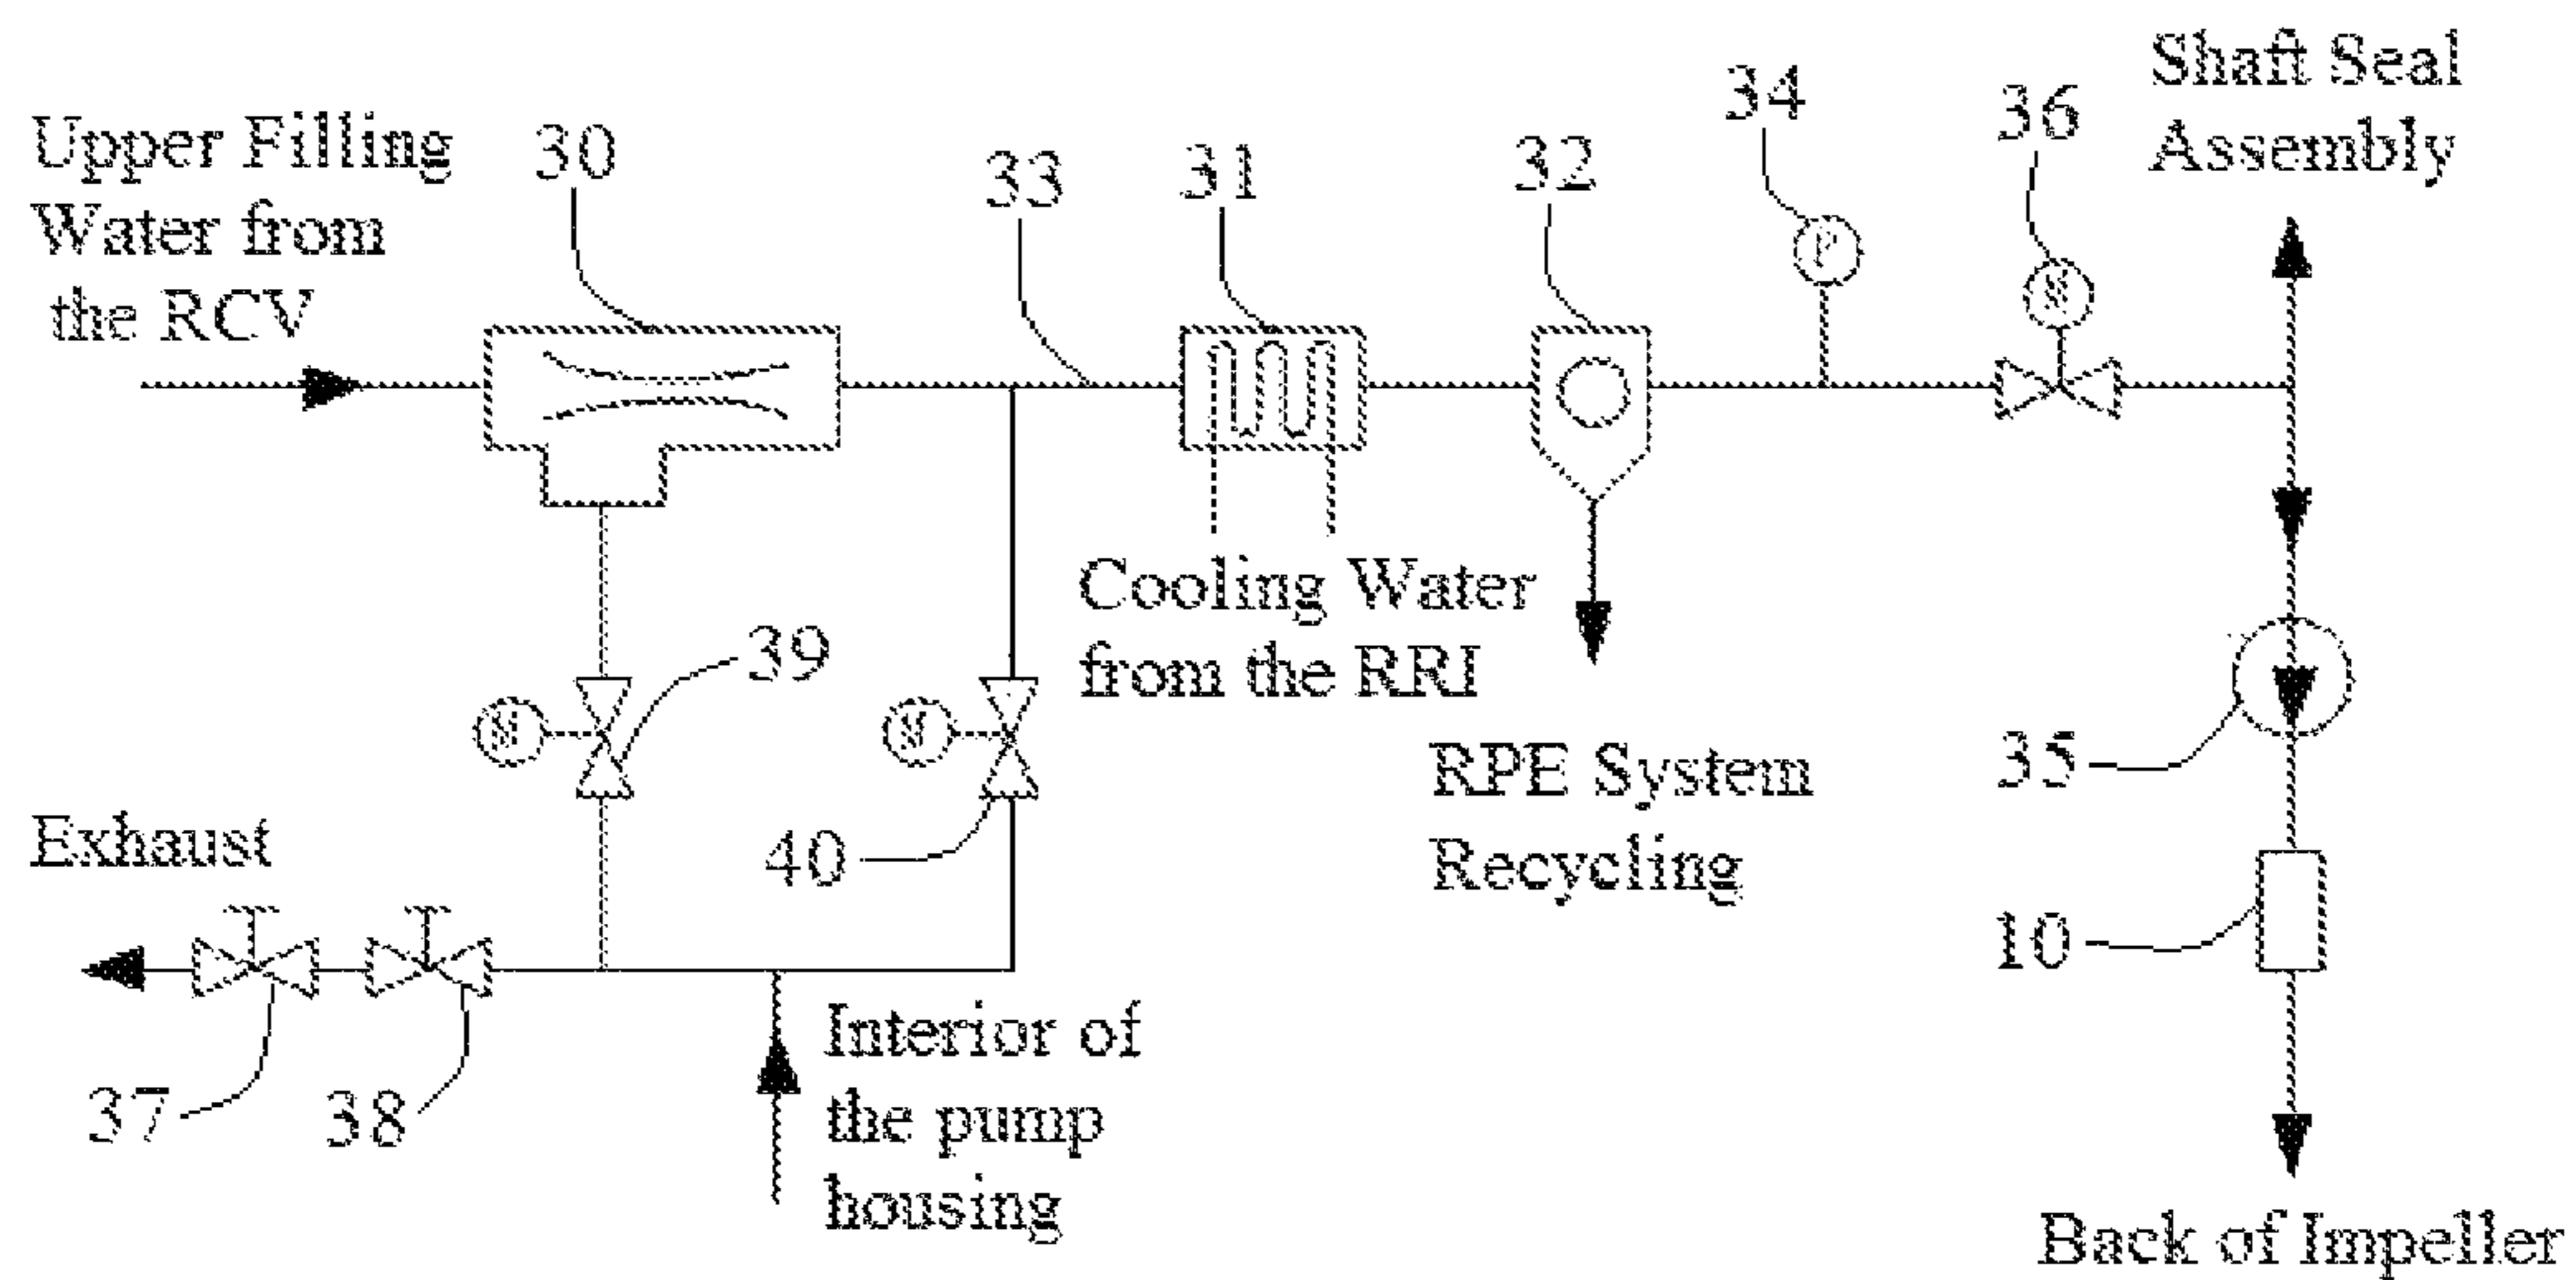 Upper Filling
Water from
the RCV
30
33
31
32
34
P
36
M
Shaft Seal
Assembly
39
M
M
Cooling Water
from the RRI
RPE System
Recycling
35
Exhaust
40
10
37
38
Interior of
the pump
housing
Back of Impeller